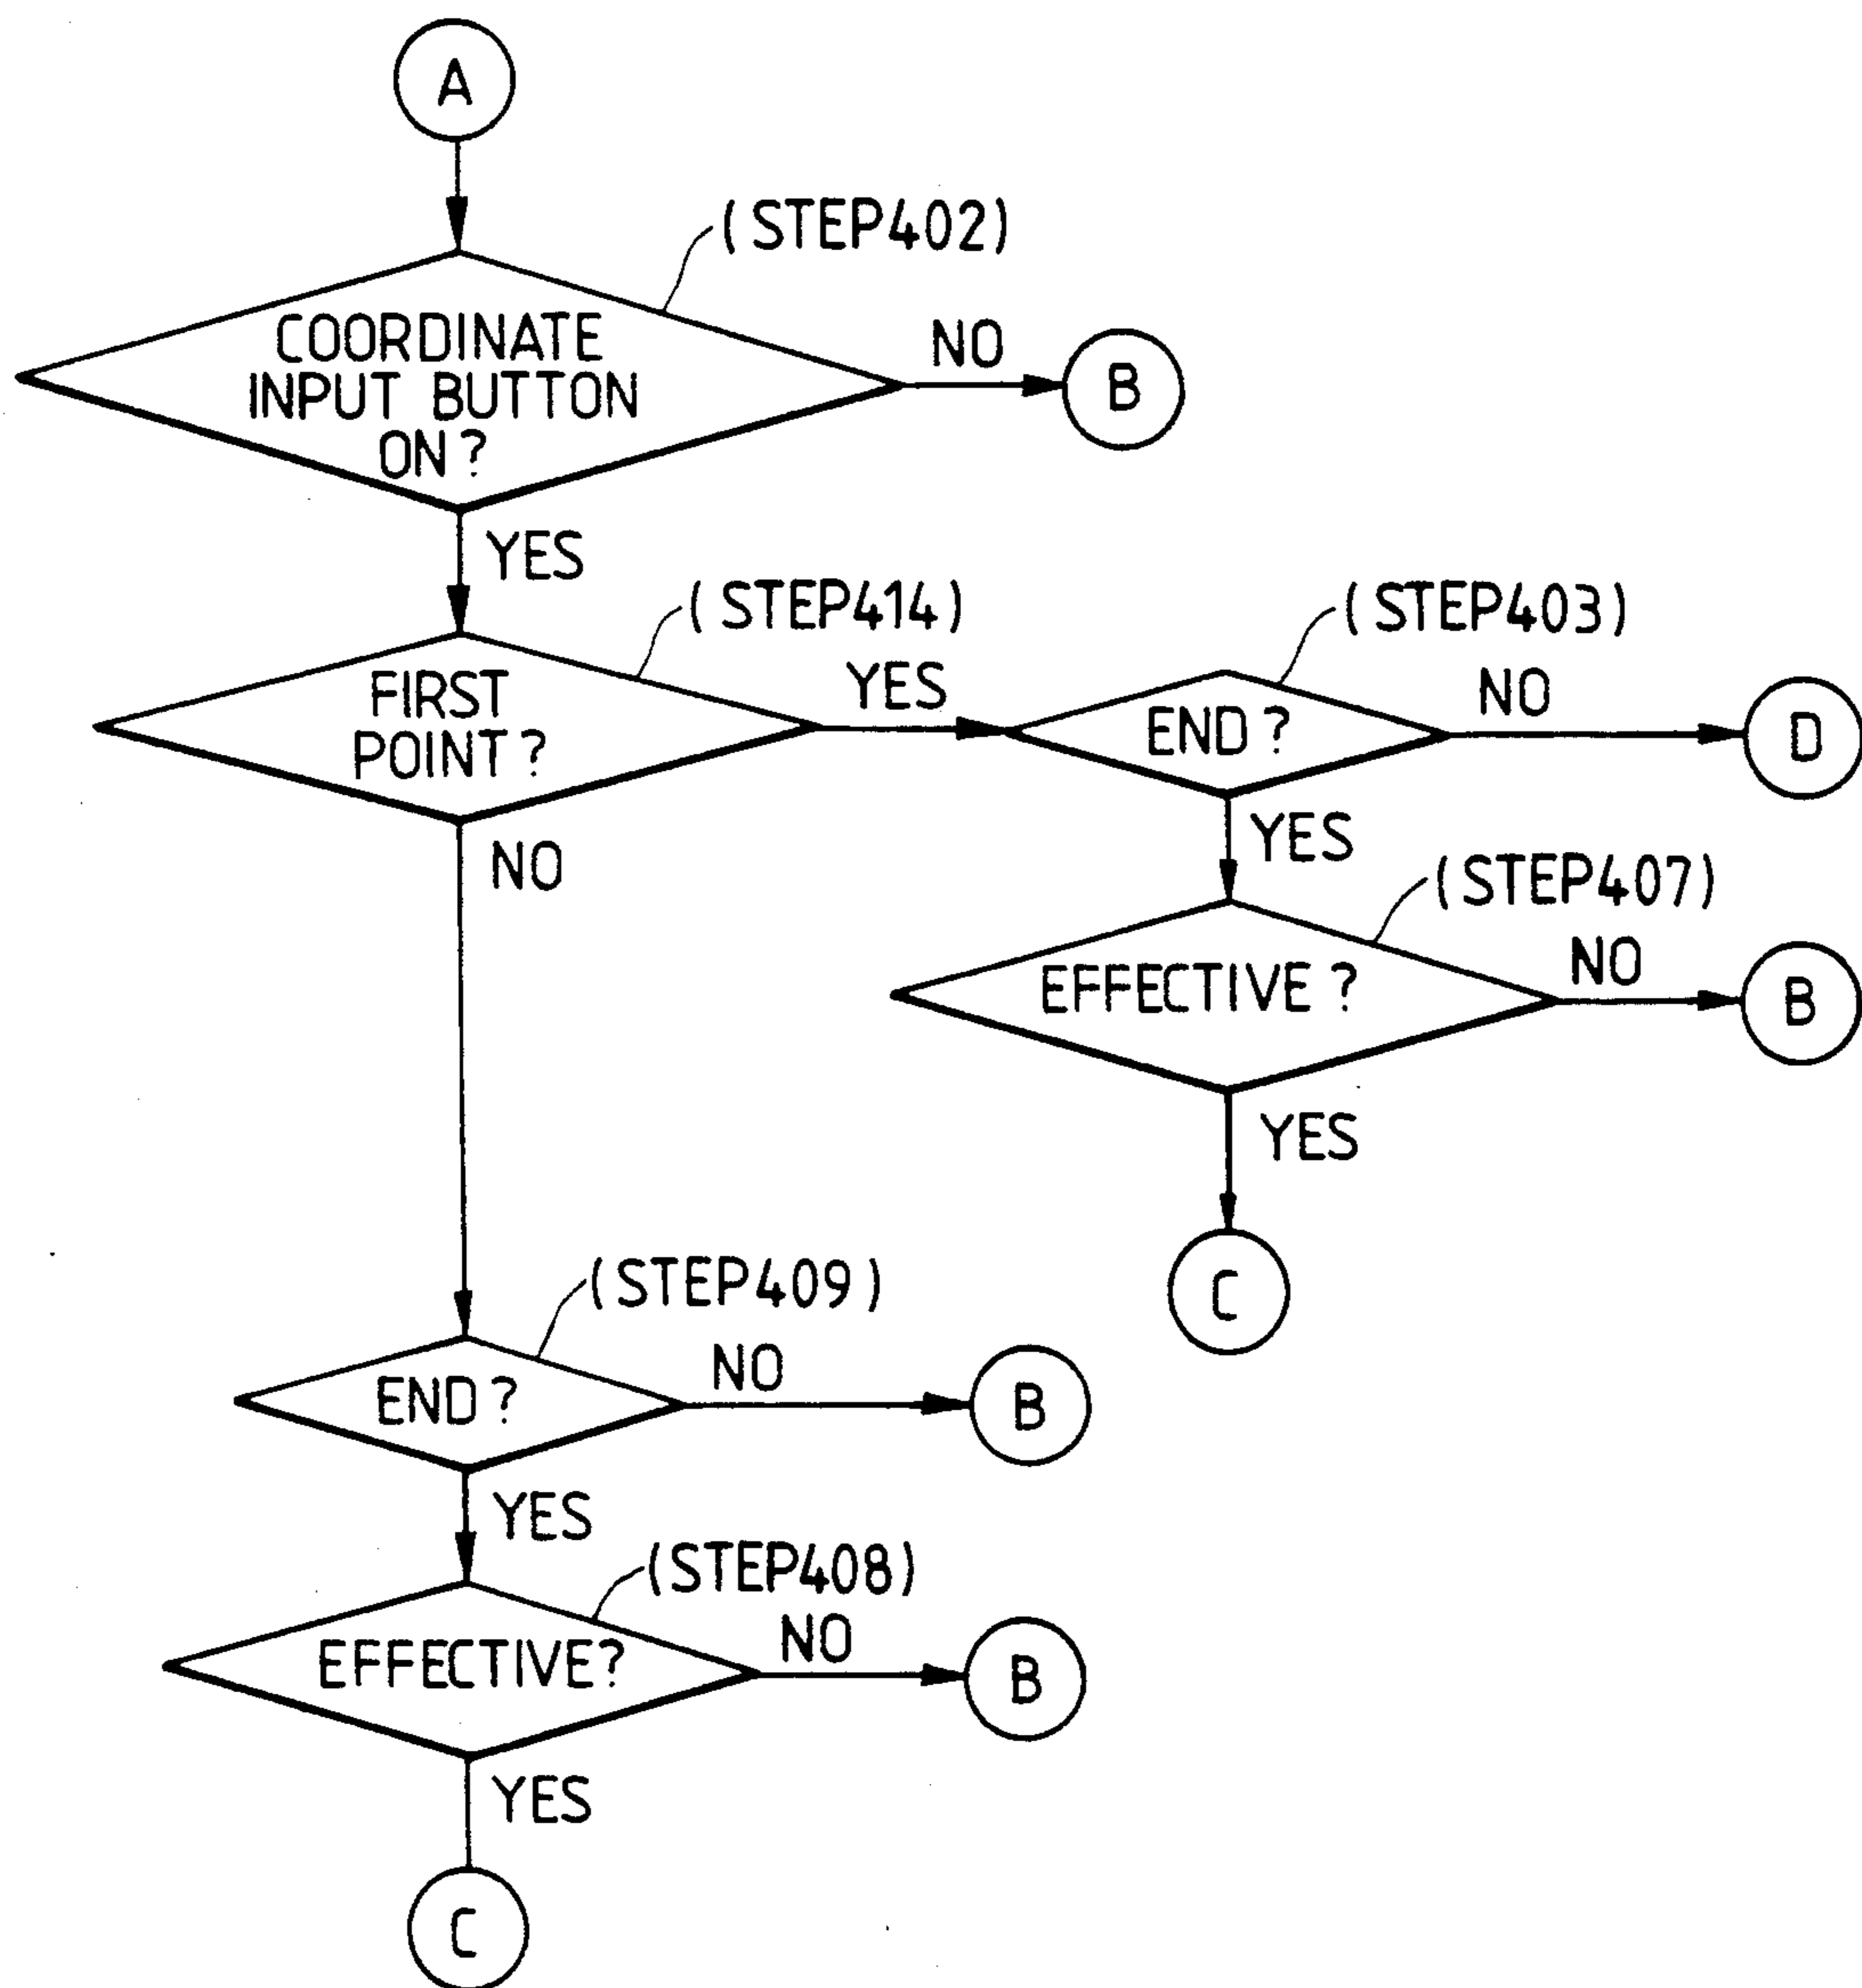 A
(STEP402)
COORDINATE
INPUT BUTTON
ON?
NO
B
YES
(STEP414)
FIRST
POINT?
YES
(STEP403)
END?
NO
D
NO
YES
(STEP407)
EFFECTIVE?
NO
B
YES
C
(STEP409)
END?
NO
B
YES
(STEP408)
EFFECTIVE?
NO
B
YES
C